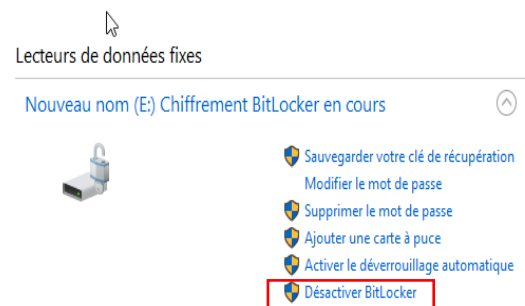 Lecteurs de données fixes
Nouveau nom (E:) Chiffrement BitLocker en cours
Sauvegarder votre clé de récupération
Modifier le mot de passe
Supprimer le mot de passe
Ajouter une carte à puce
Activer le déverrouillage automatique
Désactiver BitLocker